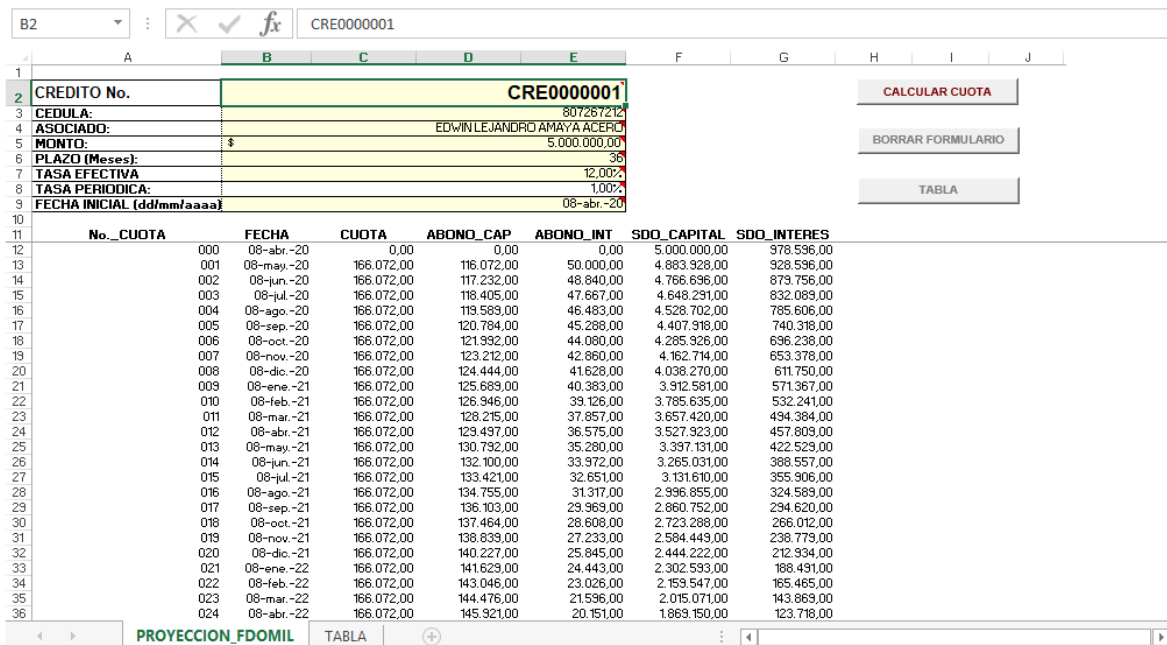 B2 fx CRE0000001
A B C D E F G H I J
1
2 CREDITO No. CRE0000001 CALCULAR CUOTA
3 CEDULA: 807267212
4 ASOCIADO: EDWIN LEJANDRO AMAYA ACERO
5 MONTO: $ 5.000.000,00 BORRAR FORMULARIO
6 PLAZO (Meses): 36
7 TASA EFECTIVA 12,00%
8 TASA PERIODICA: 1,00% TABLA
9 FECHA INICIAL (dd/mm/aaaa) 08-abr.-20
10
11 No._CUOTA FECHA CUOTA ABONO_CAP ABONO_INT SDO_CAPITAL SDO_INTERES
12 000 08-abr.-20 0,00 0,00 0,00 5.000.000,00 978.596,00
13 001 08-may.-20 166.072,00 116.072,00 50.000,00 4.883.928,00 928.596,00
14 002 08-jun.-20 166.072,00 117.232,00 48.840,00 4.766.696,00 879.756,00
15 003 08-jul.-20 166.072,00 118.405,00 47.667,00 4.648.291,00 832.089,00
16 004 08-ago.-20 166.072,00 119.589,00 46.483,00 4.528.702,00 785.606,00
17 005 08-sep.-20 166.072,00 120.784,00 45.288,00 4.407.918,00 740.318,00
18 006 08-oct.-20 166.072,00 121.992,00 44.080,00 4.285.926,00 696.238,00
19 007 08-nov.-20 166.072,00 123.212,00 42.860,00 4.162.714,00 653.378,00
20 008 08-dic.-20 166.072,00 124.444,00 41.628,00 4.038.270,00 611.750,00
21 009 08-ene.-21 166.072,00 125.689,00 40.383,00 3.912.581,00 571.367,00
22 010 08-feb.-21 166.072,00 126.946,00 39.126,00 3.785.635,00 532.241,00
23 011 08-mar.-21 166.072,00 128.215,00 37.857,00 3.657.420,00 494.384,00
24 012 08-abr.-21 166.072,00 129.497,00 36.575,00 3.527.923,00 457.809,00
25 013 08-may.-21 166.072,00 130.792,00 35.280,00 3.397.131,00 422.529,00
26 014 08-jun.-21 166.072,00 132.100,00 33.972,00 3.265.031,00 388.557,00
27 015 08-jul.-21 166.072,00 133.421,00 32.651,00 3.131.610,00 355.906,00
28 016 08-ago.-21 166.072,00 134.755,00 31.317,00 2.996.855,00 324.589,00
29 017 08-sep.-21 166.072,00 136.103,00 29.969,00 2.860.752,00 294.620,00
30 018 08-oct.-21 166.072,00 137.464,00 28.608,00 2.723.288,00 266.012,00
31 019 08-nov.-21 166.072,00 138.839,00 27.233,00 2.584.449,00 238.779,00
32 020 08-dic.-21 166.072,00 140.227,00 25.845,00 2.444.222,00 212.934,00
33 021 08-ene.-22 166.072,00 141.629,00 24.443,00 2.302.593,00 188.491,00
34 022 08-feb.-22 166.072,00 143.046,00 23.026,00 2.159.547,00 165.465,00
35 023 08-mar.-22 166.072,00 144.476,00 21.596,00 2.015.071,00 143.869,00
36 024 08-abr.-22 166.072,00 145.921,00 20.151,00 1.869.150,00 123.718,00
PROYECCION_FDOMIL TABLA